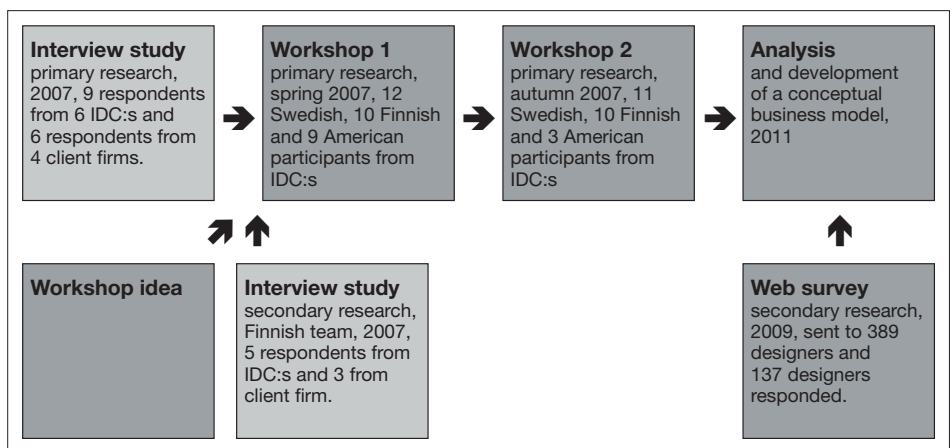 Interview study
primary research,
2007, 9 respondents
from 6 IDC:s and
6 respondents from
4 client firms.
Workshop 1
primary research,
spring 2007, 12
Swedish, 10 Finnish
and 9 American
participants from
IDC:s
Workshop 2
primary research,
autumn 2007, 11
Swedish, 10 Finnish
and 3 American
participants from
IDC:s
Analysis
and development
of a conceptual
business model,
2011
Workshop idea
Interview study
secondary research,
Finnish team, 2007,
5 respondents from
IDC:s and 3 from
client firm.
Web survey
secondary research,
2009, sent to 389
designers and
137 designers
responded.